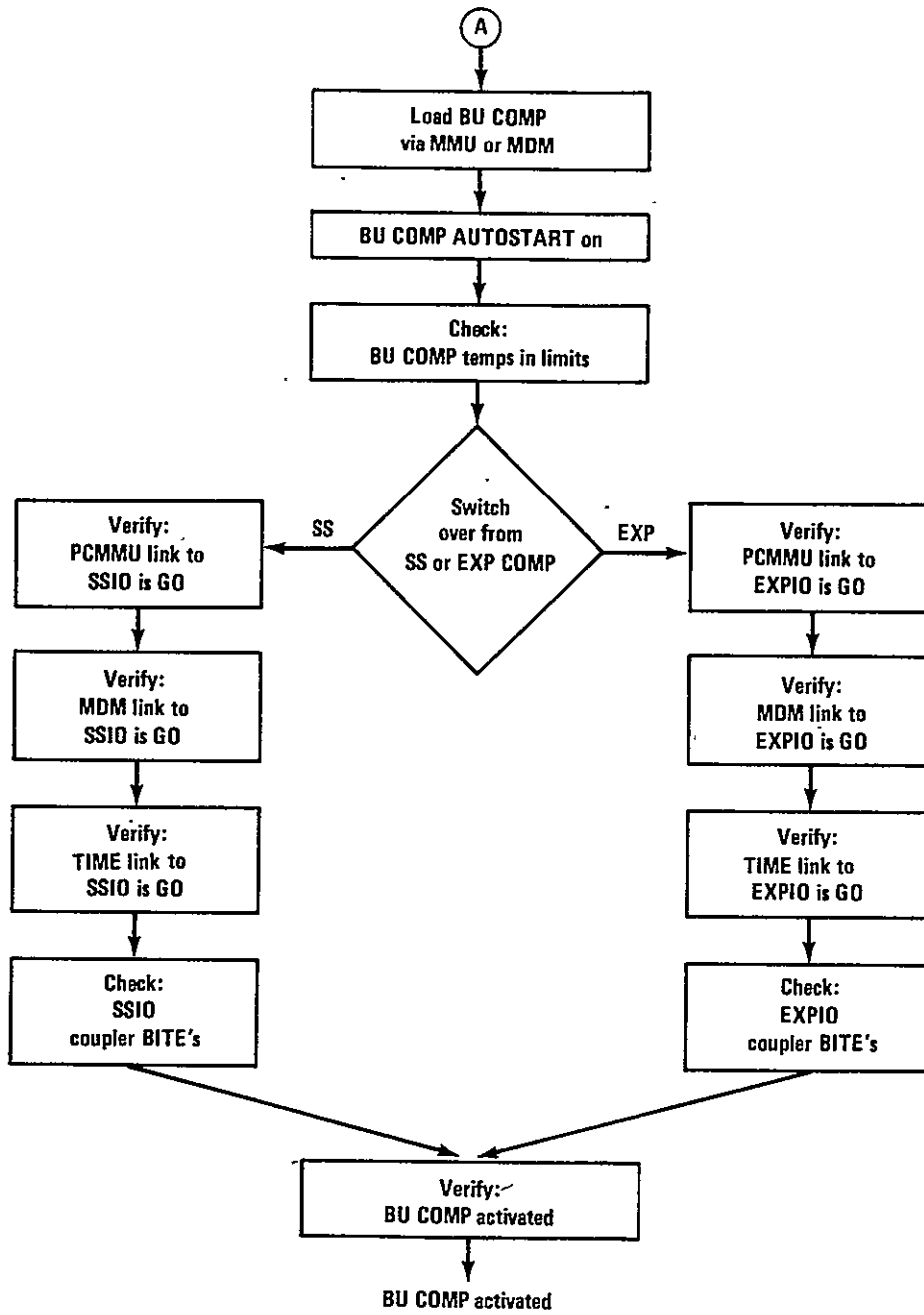 A
Load BU COMP
via MMU or MDM
BU COMP AUTOSTART on
Check:
BU COMP temps in limits
Switch
over from
SS or EXP COMP
SS
EXP
Verify:
PCMMU link to
SSIO is GO
Verify:
MDM link to
SSIO is GO
Verify:
TIME link to
SSIO is GO
Check:
SSIO
coupler BITE's
Verify:
PCMMU link to
EXPIO is GO
Verify:
MDM link to
EXPIO is GO
Verify:
TIME link to
EXPIO is GO
Check:
EXPIO
coupler BITE's
Verify:
BU COMP activated
BU COMP activated